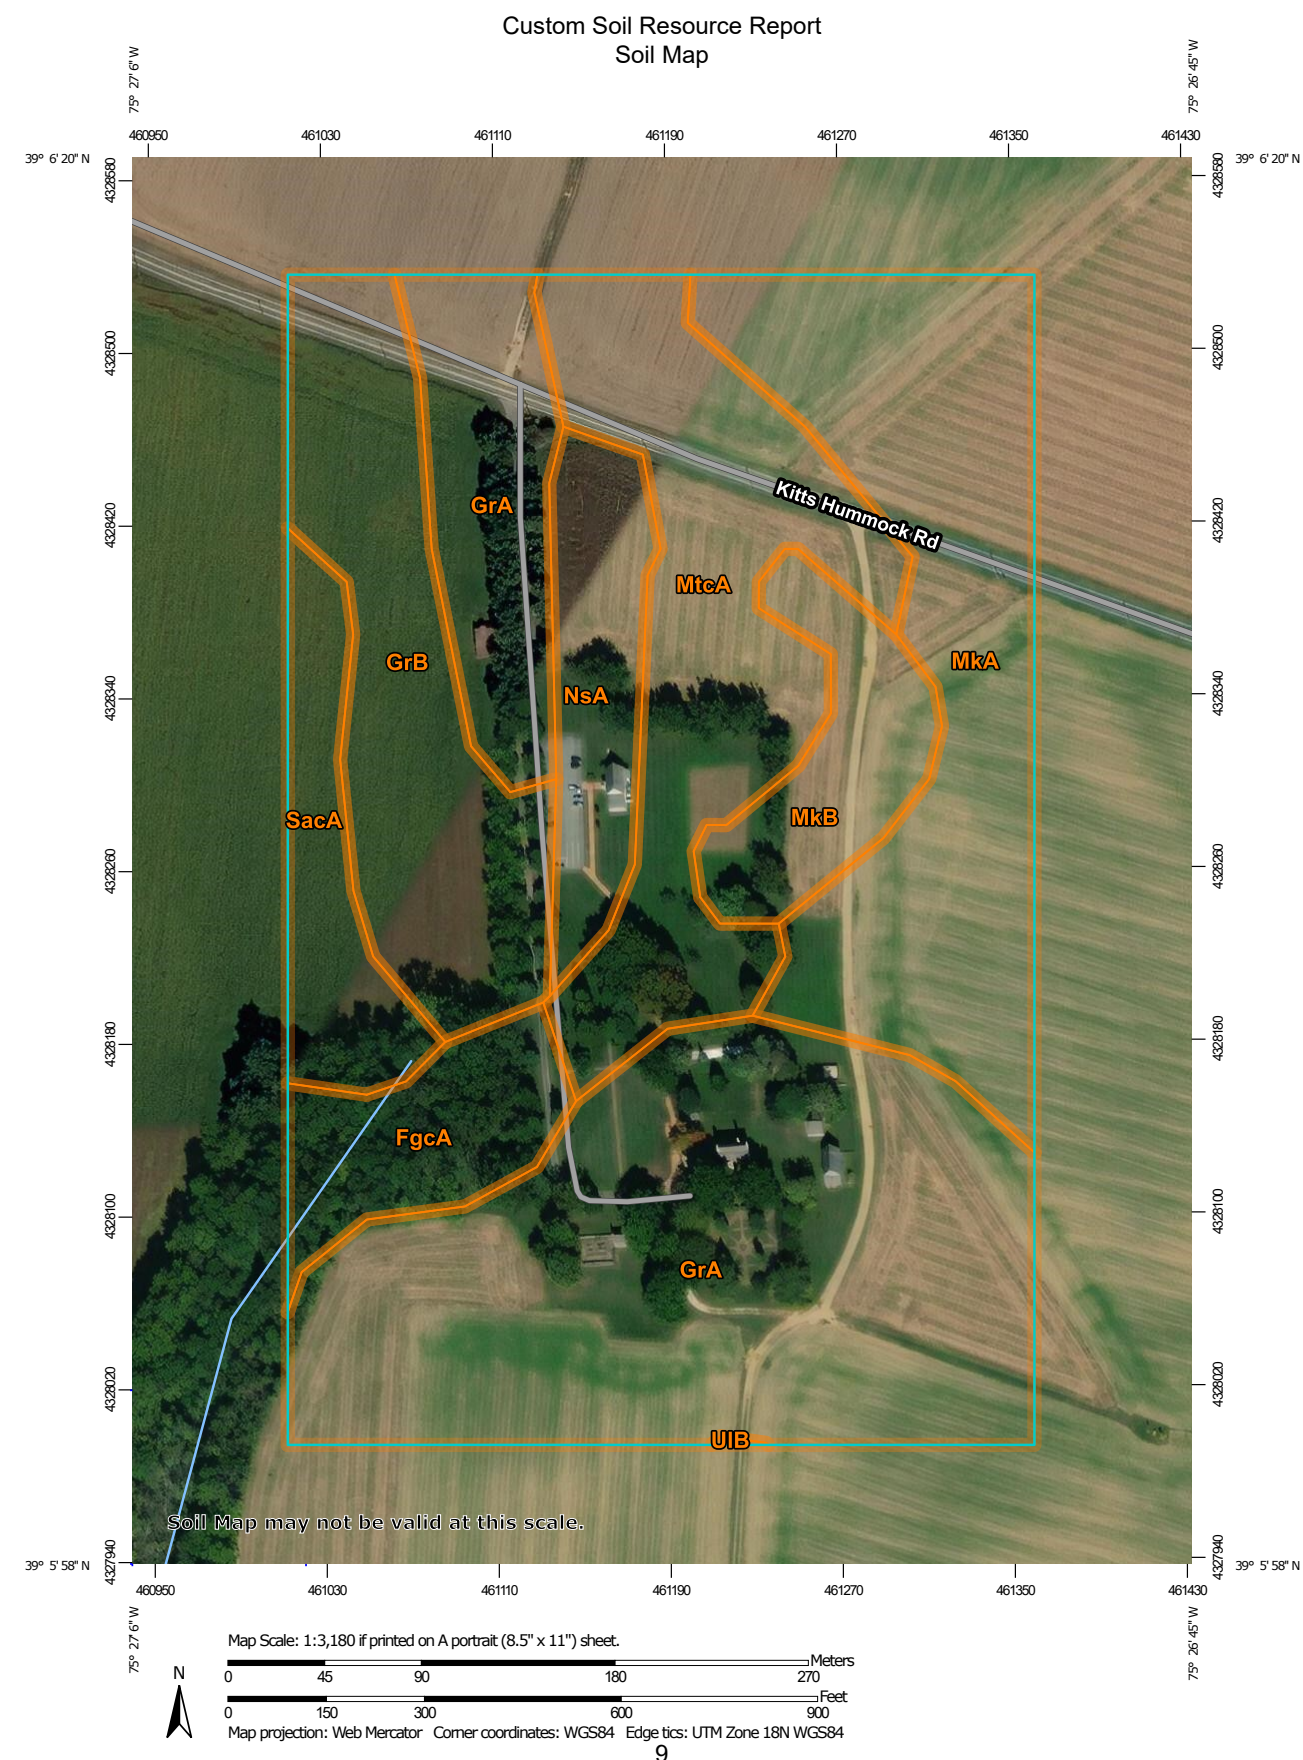 Custom Soil Resource Report
Soil Map
75° 27' 6'' W
75° 26' 45'' W
460950 461030 461110 461190 461270 461350 461430
39° 6' 20'' N
39° 6' 20'' N
4328580
4328580
4328500
4328500
4328420
4328420
4328340
4328340
4328260
4328260
4328180
4328180
4328100
4328100
4328020
4328020
4327940
4327940
GrA
Kitts Hummock Rd
MtcA
GrB
MkA
NsA
SacA
MkB
FgcA
GrA
UIB
Soil Map may not be valid at this scale.
39° 5' 58'' N
39° 5' 58'' N
460950 461030 461110 461190 461270 461350 461430
75° 27' 6'' W
75° 26' 45'' W
Map Scale: 1:3,180 if printed on A portrait (8.5" x 11") sheet.
Meters
0 45 90 180 270
Feet
0 150 300 600 900
N
Map projection: Web Mercator Corner coordinates: WGS84 Edge tics: UTM Zone 18N WGS84
9